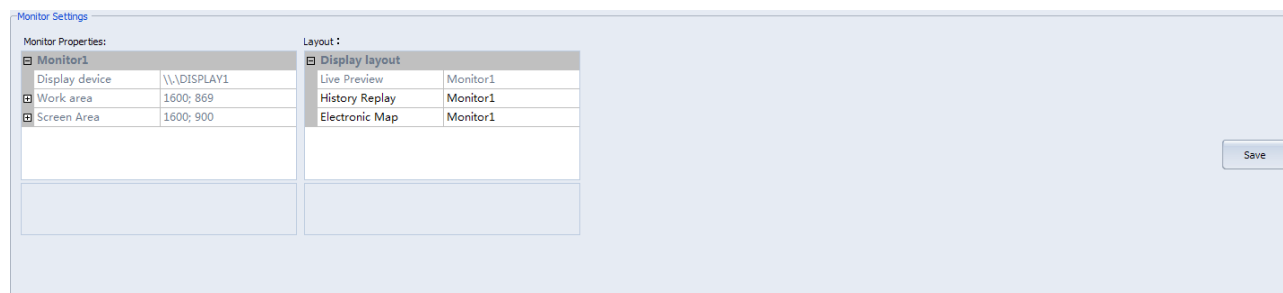 Monitor Settings
Monitor Properties: Layout：
Monitor1 Display layout
Display device \\.\DISPLAY1 Live Preview Monitor1
Work area 1600; 869 History Replay Monitor1
Screen Area 1600; 900 Electronic Map Monitor1
Save